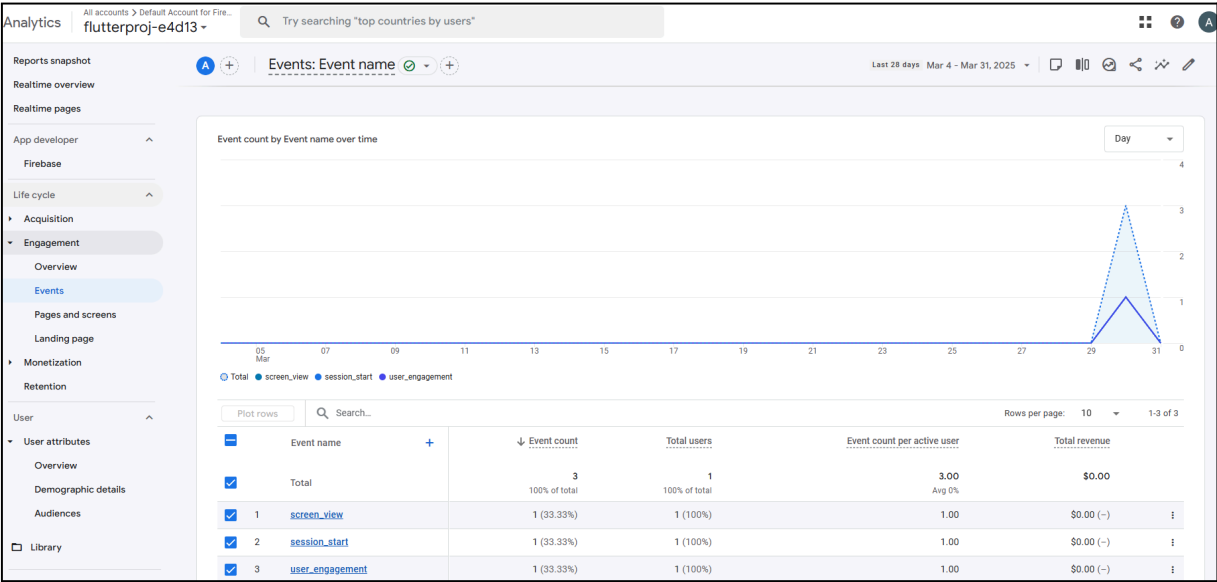 Analytics
All accounts > Default Account for Fire...
flutterproj-e4d13
Try searching "top countries by users"
A
Reports snapshot
Realtime overview
Realtime pages
App developer
Firebase
Life cycle
Acquisition
Engagement
Overview
Events
Pages and screens
Landing page
Monetization
Retention
User
User attributes
Overview
Demographic details
Audiences
Library
A
Events: Event name
Last 28 days Mar 4 - Mar 31, 2025
Event count by Event name over time
Day
4
3
2
1
0
05 07 09 11 13 15 17 19 21 23 25 27 29 31
Mar
Total screen_view session_start user_engagement
Plot rows Search... Rows per page: 10 1-3 of 3
Event name + Event count Total users Event count per active user Total revenue
Total 3 1 3.00 $0.00
100% of total 100% of total Avg 0%
1 screen_view 1 (33.33%) 1 (100%) 1.00 $0.00 (–)
2 session_start 1 (33.33%) 1 (100%) 1.00 $0.00 (–)
3 user_engagement 1 (33.33%) 1 (100%) 1.00 $0.00 (–)